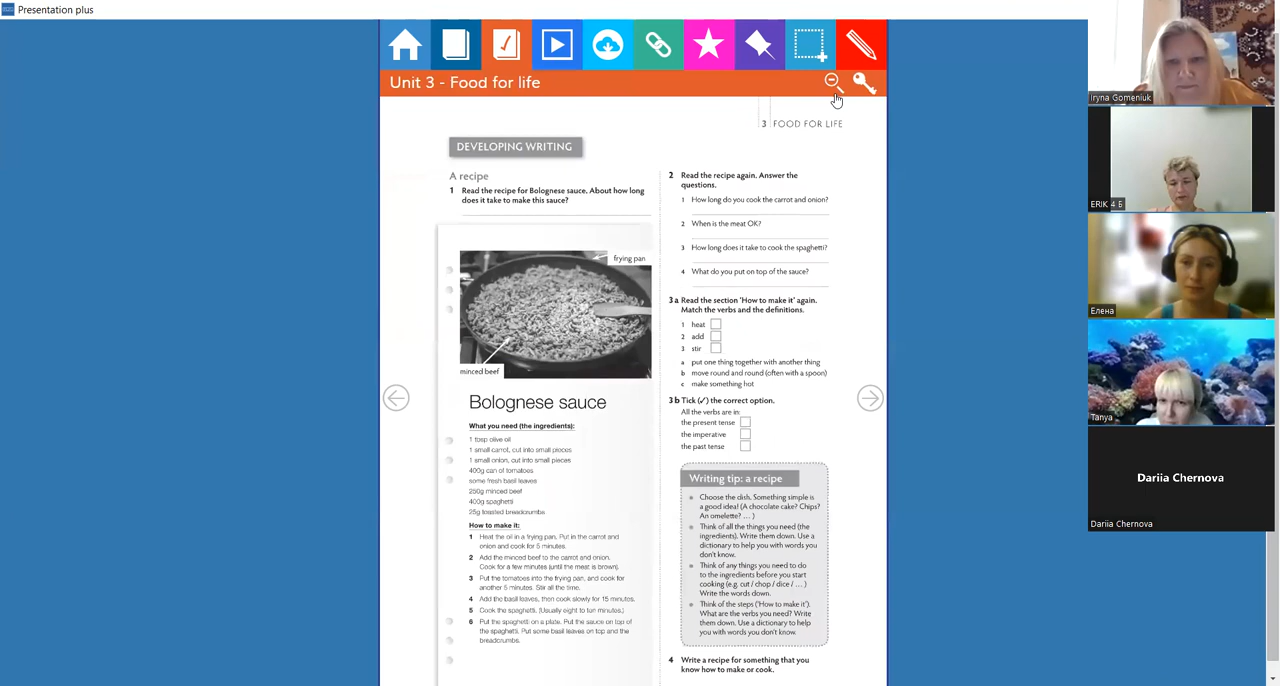 Presentation plus
Unit 3 - Food for life
3 FOOD FOR LIFE
DEVELOPING WRITING
A recipe
1 Read the recipe for Bolognese sauce. About how long
does it take to make this sauce?
frying pan
minced beef
Bolognese sauce
What you need (the ingredients):
1 tbsp olive oil
1 small carrot, cut into small pieces
1 small onion, cut into small pieces
400g can of tomatoes
some fresh basil leaves
250g minced beef
400g spaghetti
25g toasted breadcrumbs
How to make it:
1 Heat the oil in a frying pan. Put in the carrot and
onion and cook for 5 minutes.
2 Add the minced beef to the carrot and onion.
Cook for a few minutes (until the meat is brown).
3 Put the tomatoes into the frying pan, and cook for
another 5 minutes. Stir all the time.
4 Add the basil leaves, then cook slowly for 15 minutes.
5 Cook the spaghetti. (Usually eight to ten minutes.)
6 Put the spaghetti on a plate. Put the sauce on top of
the spaghetti. Put some basil leaves on top and the
breadcrumbs.
2 Read the recipe again. Answer the
questions.
1 How long do you cook the carrot and onion?
2 When is the meat OK?
3 How long does it take to cook the spaghetti?
4 What do you put on top of the sauce?
3 a Read the section 'How to make it' again.
Match the verbs and the definitions.
1 heat
2 add
3 stir
a put one thing together with another thing
b move round and round (often with a spoon)
c make something hot
3 b Tick (✓) the correct option.
All the verbs are in:
the present tense
the imperative
the past tense
Writing tip: a recipe
Choose the dish. Something simple is
a good idea! (A chocolate cake? Chips?
An omelette? ... )
Think of all the things you need (the
ingredients). Write them down. Use a
dictionary to help you with words you
don't know.
Think of any things you need to do
to the ingredients before you start
cooking (e.g. cut / chop / dice / ... )
Write the words down.
Think of the steps ('How to make it').
What are the verbs you need? Write
them down. Use a dictionary to help
you with words you don't know.
4 Write a recipe for something that you
know how to make or cook.
Iryna Gomeniuk
ERIK 4 Б
Елена
Tanya
Dariia Chernova
Dariia Chernova